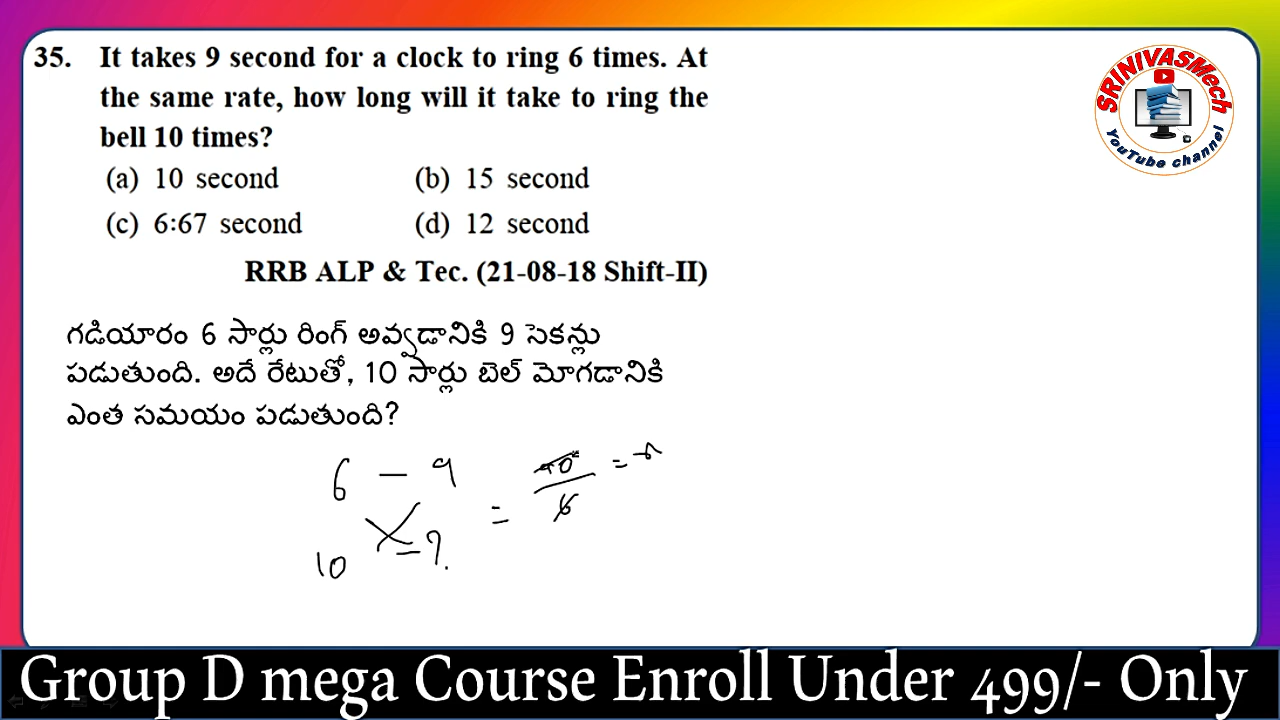 35. It takes 9 second for a clock to ring 6 times. At
the same rate, how long will it take to ring the
bell 10 times?
(a) 10 second (b) 15 second
(c) 6:67 second (d) 12 second
RRB ALP & Tec. (21-08-18 Shift-II)
గడియారం 6 సార్లు రింగ్ అవ్వడానికి 9 సెకన్లు
పడుతుంది. అదే రేటుతో, 10 సార్లు బెల్ మోగడానికి
ఎంత సమయం పడుతుంది?
6 – 9
10 = ?
SRINIVASMech
YouTube channel
Group D mega Course Enroll Under 499/- Only